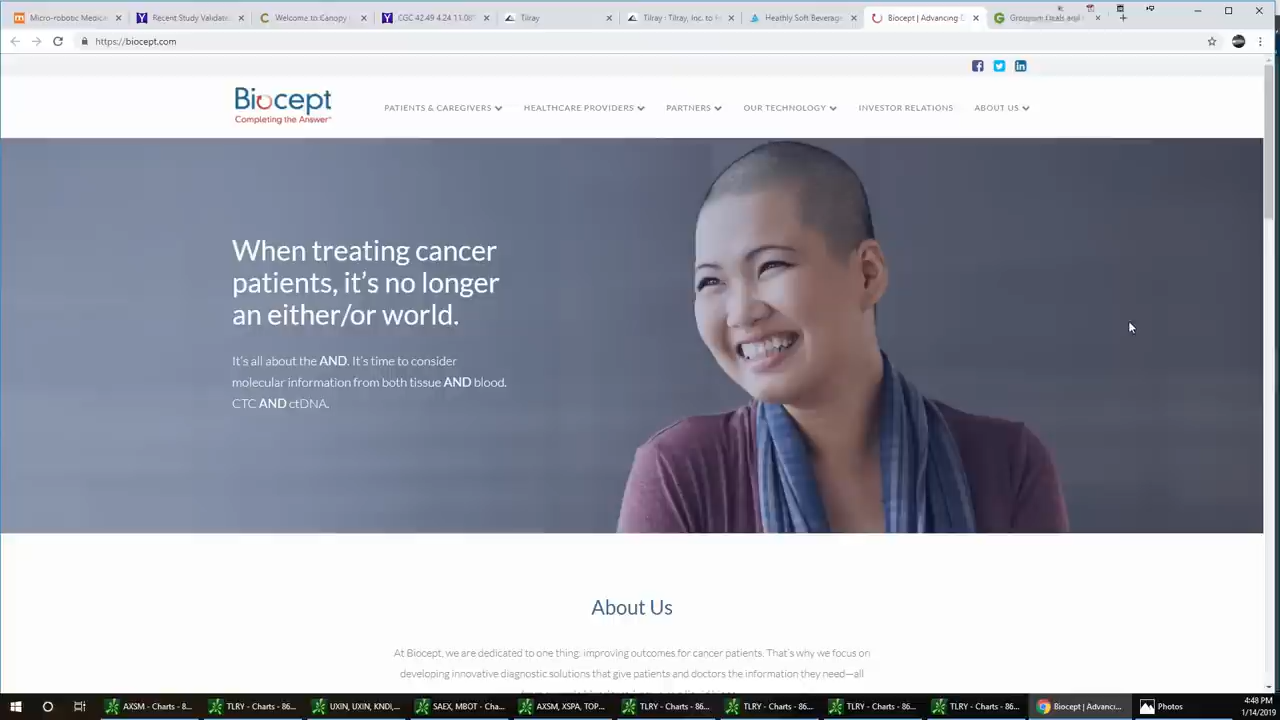 Micro-robotic Medica
Recent Study Validate
Welcome to Canopy
CGC 42.49 4.24 11.08
Tilray
Tilray : Tilray, Inc. to
Heathly Soft Beverag
Biocept | Advancing
Groupon: Deals and
https://biocept.com
Biocept
Completing the Answer
PATIENTS & CAREGIVERS
HEALTHCARE PROVIDERS
PARTNERS
OUR TECHNOLOGY
INVESTOR RELATIONS
ABOUT US
When treating cancer
patients, it's no longer
an either/or world.
It's all about the AND. It's time to consider
molecular information from both tissue AND blood.
CTC AND ctDNA.
About Us
At Biocept, we are dedicated to one thing: improving outcomes for cancer patients. That's why we focus on
developing innovative diagnostic solutions that give patients and doctors the information they need—all
AXSM - Charts - 8...
TLRY - Charts - 86...
UXIN, UXIN, KNDI,...
SAEX, MBOT - Cha...
AXSM, XSPA, TOP...
TLRY - Charts - 86...
TLRY - Charts - 86...
TLRY - Charts - 86...
TLRY - Charts - 86...
Biocept | Advanci...
Photos
4:48 PM
1/14/2019